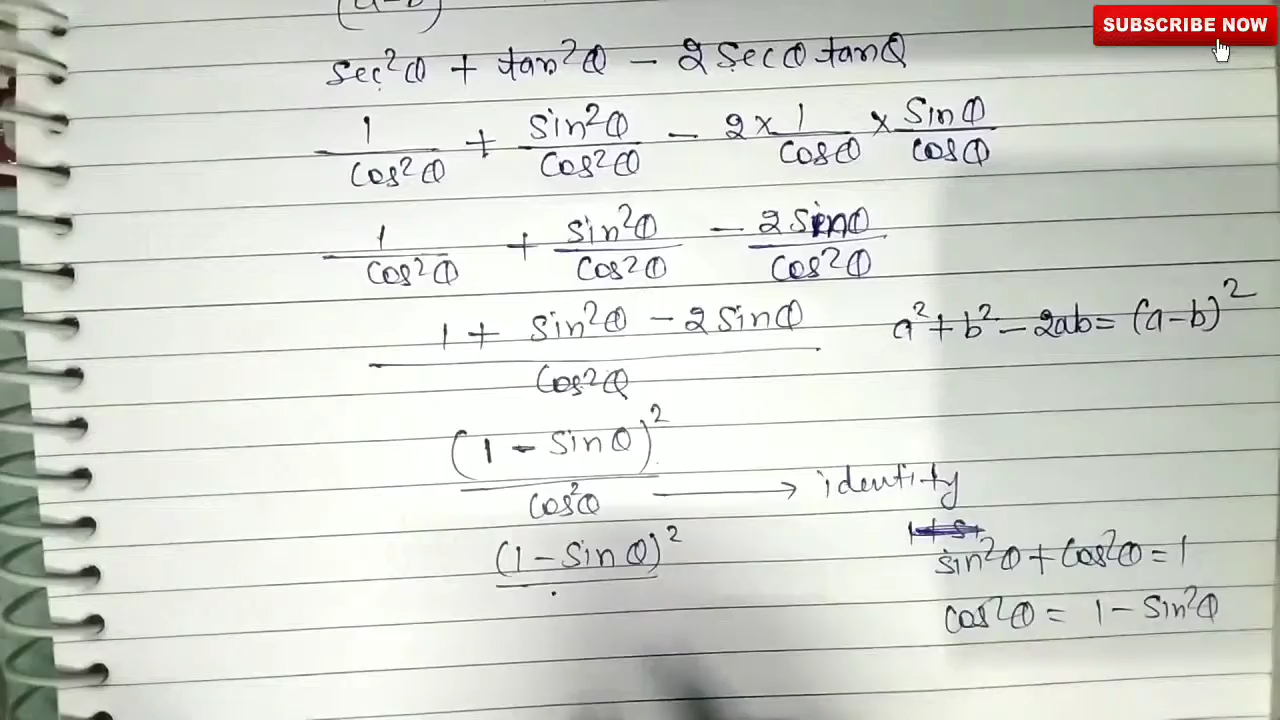 (a-b)
SUBSCRIBE NOW
sec²θ + tan²θ - 2 secθ tanθ
1/cos²θ + sin²θ/cos²θ - 2 × 1/cosθ × sinθ/cosθ
1/cos²θ + sin²θ/cos²θ - 2 sinθ/cos²θ
1 + sin²θ - 2 sinθ a² + b² - 2ab = (a-b)²
cos²θ
(1 - sinθ)²
cos²θ → identity
(1 - sinθ)² sin²θ + cos²θ = 1
cos²θ = 1 - sin²θ